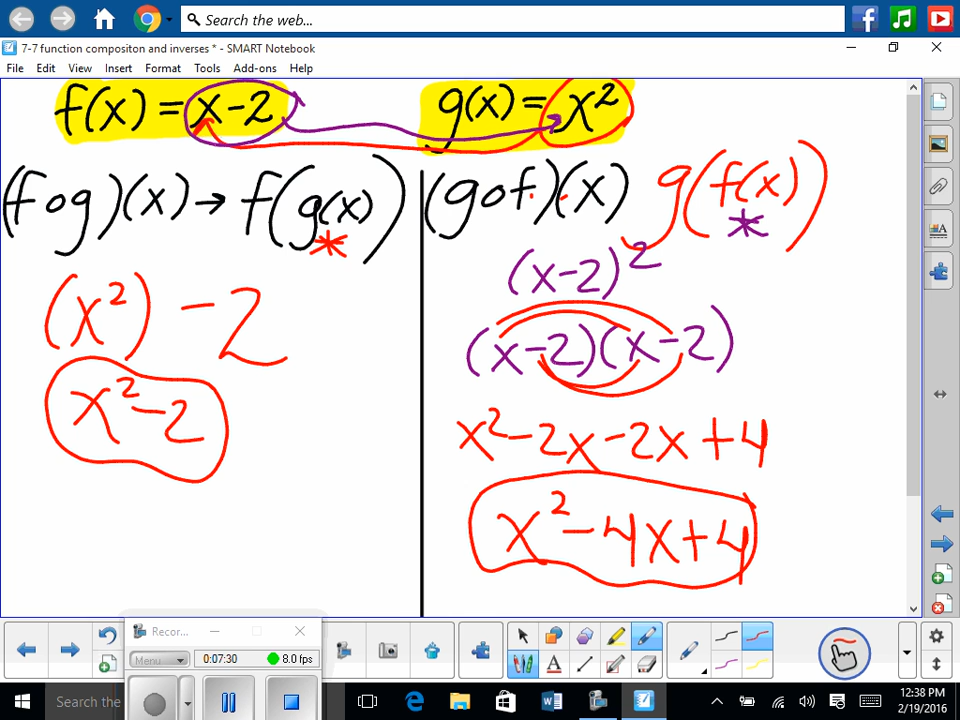 Search the web...
7-7 function compositon and inverses * - SMART Notebook
File Edit View Insert Format Tools Add-ons Help
f(x) = x-2
g(x) = x²
(fog)(x) → f(g(x))
*
(x²) - 2
x² - 2
(gof)(x) g(f(x))
*
(x-2)²
(x-2)(x-2)
x² - 2x - 2x + 4
x² - 4x + 4
Recor...
Menu 0:07:30 8.0 fps
A
Search the
12:38 PM
2/19/2016